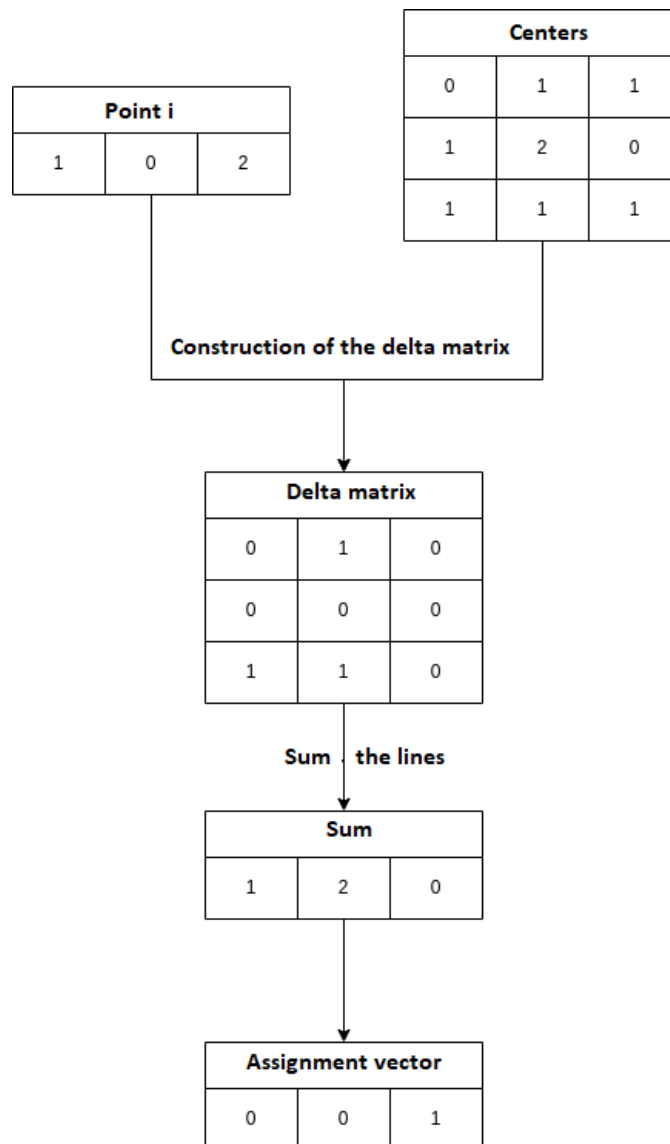 Centers
0 1 1
1 2 0
1 1 1
Point i
1 0 2
Construction of the delta matrix
Delta matrix
0 1 0
0 0 0
1 1 0
Sum the lines
Sum
1 2 0
Assignment vector
0 0 1